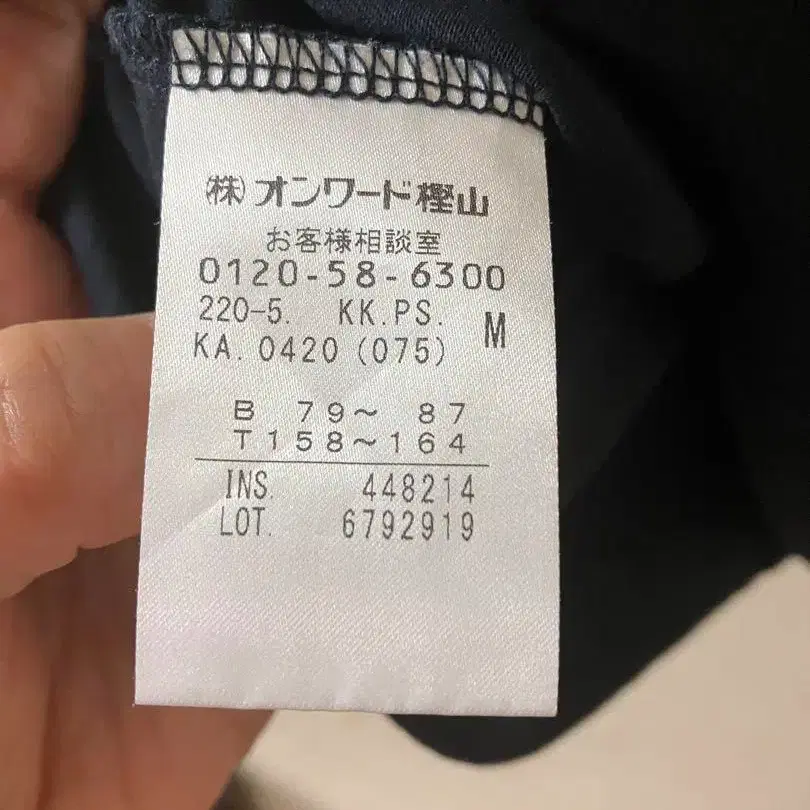 ㈱オンワード樫山
お客様相談室
0120-58-6300
220-5. KK.PS. M
KA.0420(075)
B 79～ 87
T158～164
INS. 448214
LOT. 6792919